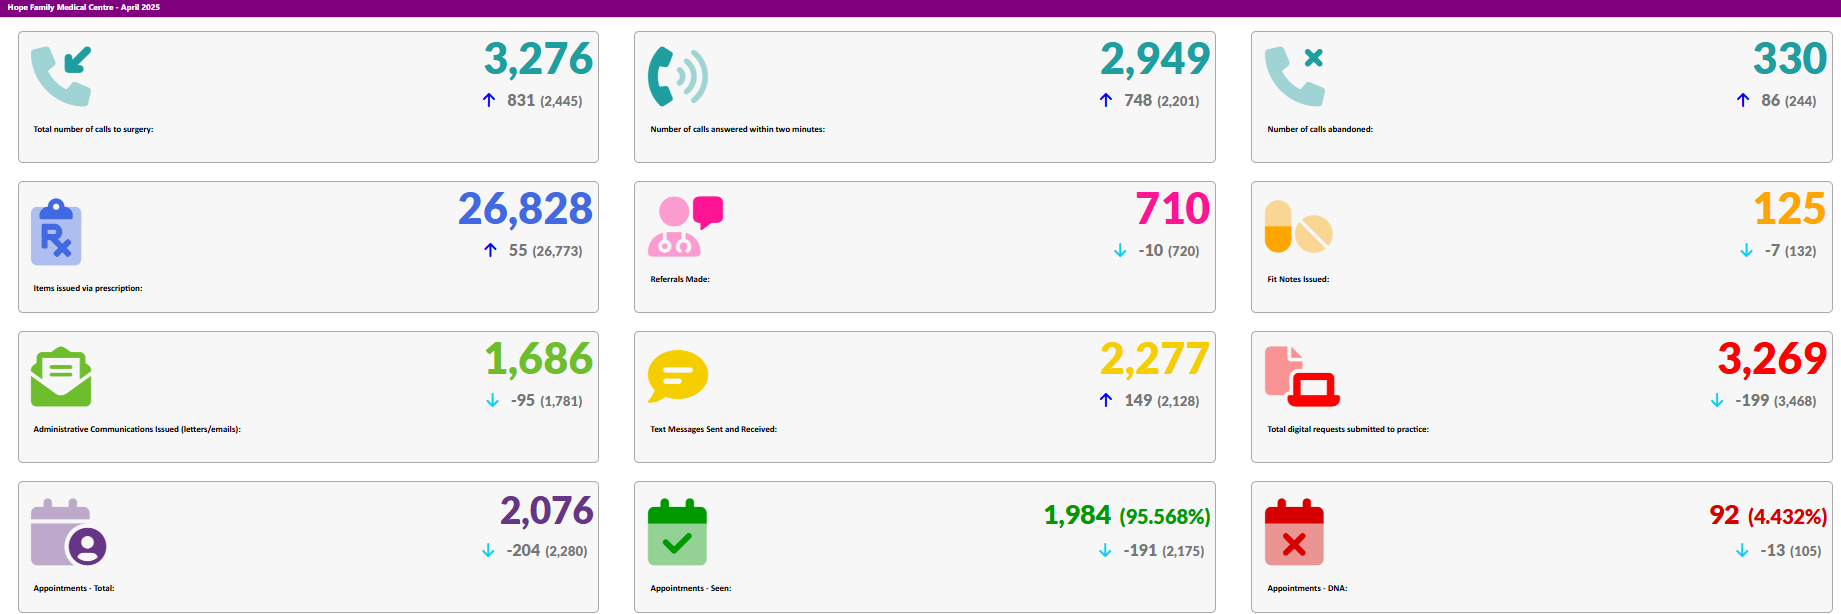 Hope Family Medical Centre - April 2025
3,276
831 (2,445)
Total number of calls to surgery:
2,949
748 (2,201)
Number of calls answered within two minutes:
330
86 (244)
Number of calls abandoned:
26,828
55 (26,773)
Items issued via prescription:
710
-10 (720)
Referrals Made:
125
-7 (132)
Fit Notes Issued:
1,686
-95 (1,781)
Administrative Communications Issued (letters/emails):
2,277
149 (2,128)
Text Messages Sent and Received:
3,269
-199 (3,468)
Total digital requests submitted to practice:
2,076
-204 (2,280)
Appointments - Total:
1,984 (95.568%)
-191 (2,175)
Appointments - Seen:
92 (4.432%)
-13 (105)
Appointments - DNA: